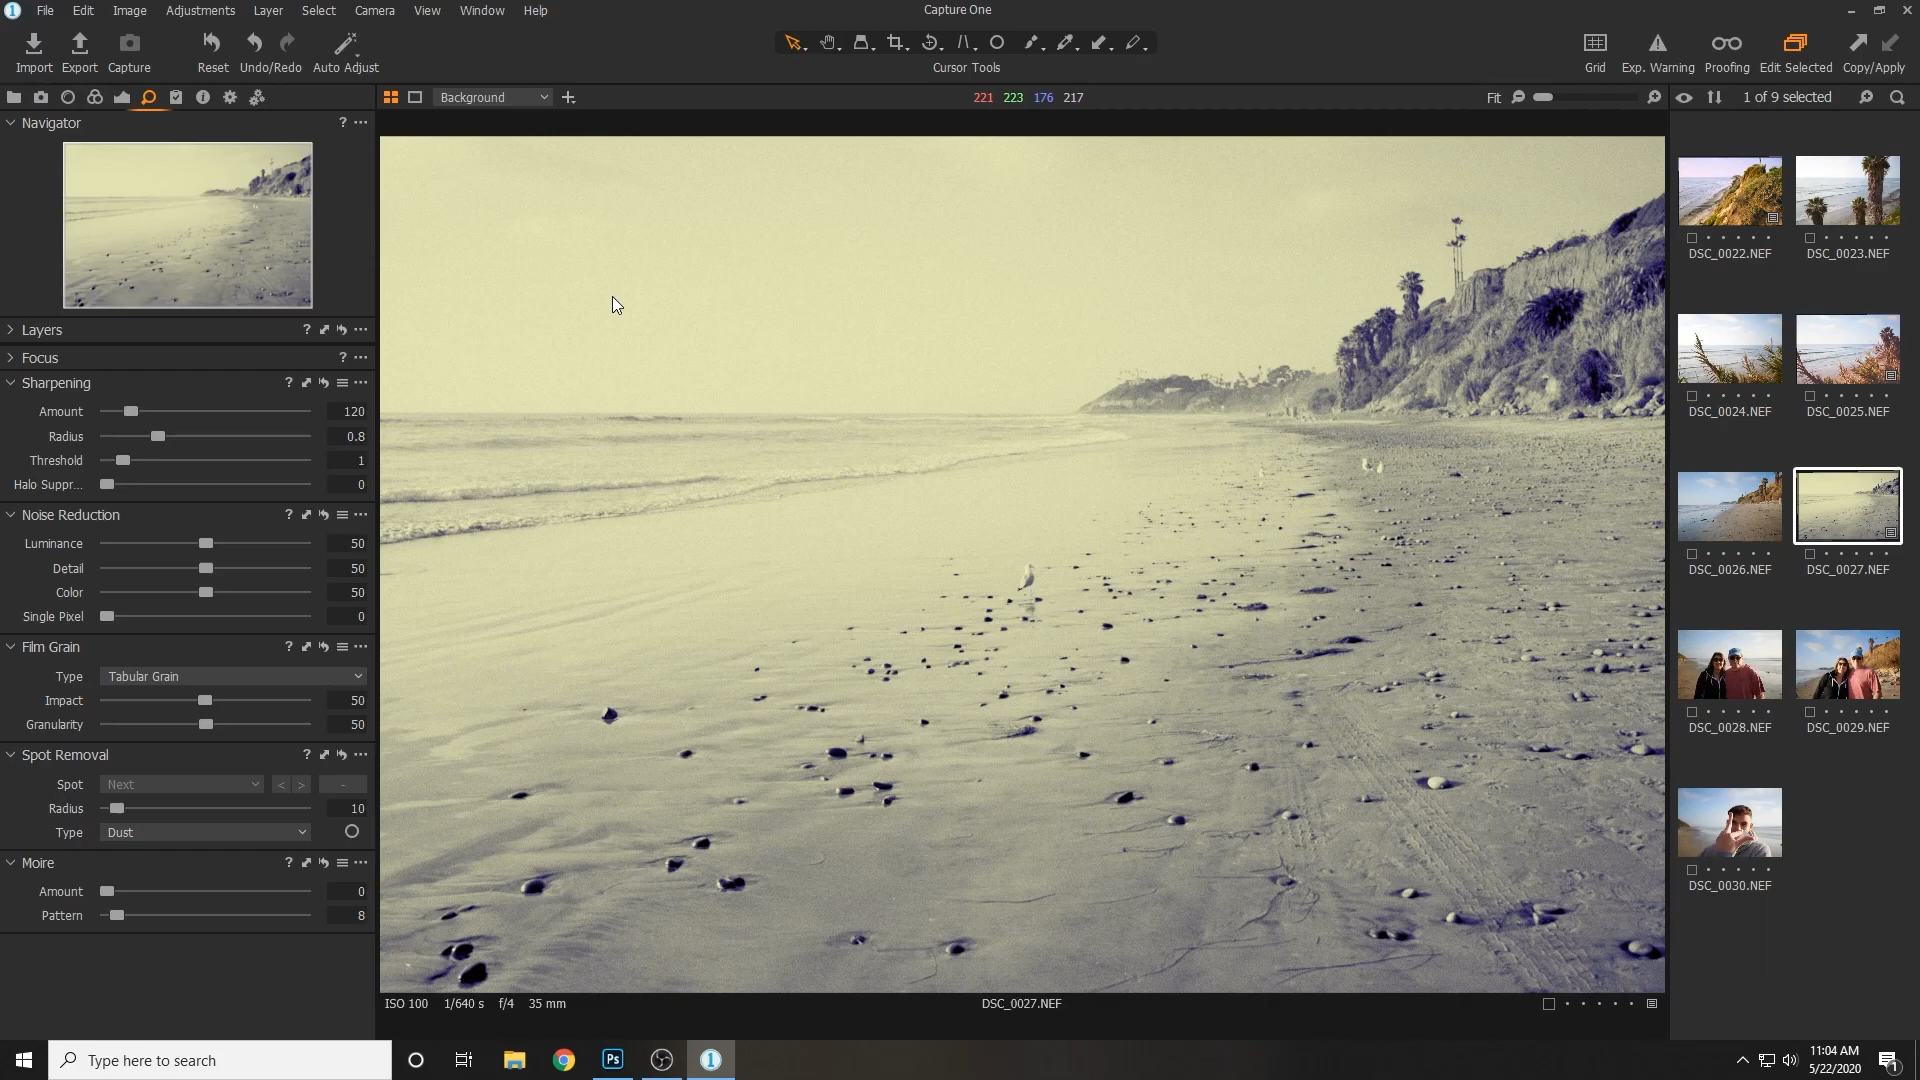 File Edit Image Adjustments Layer Select Camera View Window Help
Capture One
Import Export Capture Reset Undo/Redo Auto Adjust
Cursor Tools
Grid Exp. Warning Proofing Edit Selected Copy/Apply
Background
221 223 176 217
Fit
1 of 9 selected
Navigator
Layers
Focus
Sharpening
Amount 120
Radius 0.8
Threshold 1
Halo Suppr... 0
Noise Reduction
Luminance 50
Detail 50
Color 50
Single Pixel 0
Film Grain
Type Tabular Grain
Impact 50
Granularity 50
Spot Removal
Spot Next < > -
Radius 10
Type Dust
Moire
Amount 0
Pattern 8
ISO 100 1/640 s f/4 35 mm
DSC_0027.NEF
DSC_0022.NEF DSC_0023.NEF
DSC_0024.NEF DSC_0025.NEF
DSC_0026.NEF DSC_0027.NEF
DSC_0028.NEF DSC_0029.NEF
DSC_0030.NEF
Type here to search
Ps
1
11:04 AM
5/22/2020
1